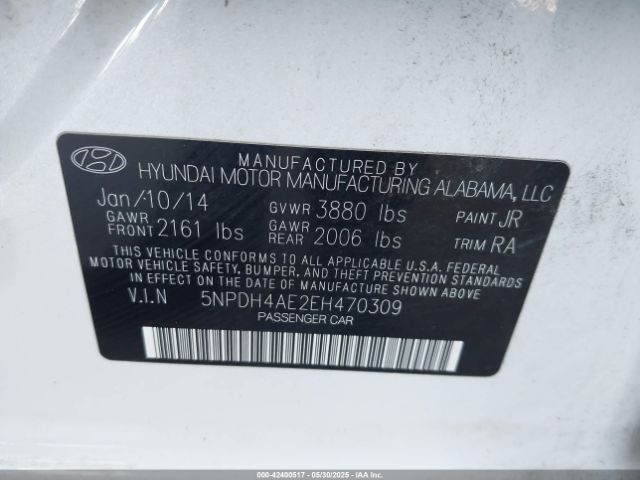 MANUFACTURED BY
HYUNDAI MOTOR MANUFACTURING ALABAMA, LLC
Jan/10/14 GVWR 3880 lbs PAINT JR
GAWR FRONT 2161 lbs GAWR REAR 2006 lbs TRIM RA
THIS VEHICLE CONFORMS TO ALL APPLICABLE U.S.A. FEDERAL
MOTOR VEHICLE SAFETY, BUMPER, AND THEFT PREVENTION STANDARDS
IN EFFECT ON THE DATE OF MANUFACTURE SHOWN ABOVE.
V.I.N 5NPDH4AE2EH470309
PASSENGER CAR
000-42400517 - 05/30/2025 - IAAI.COM